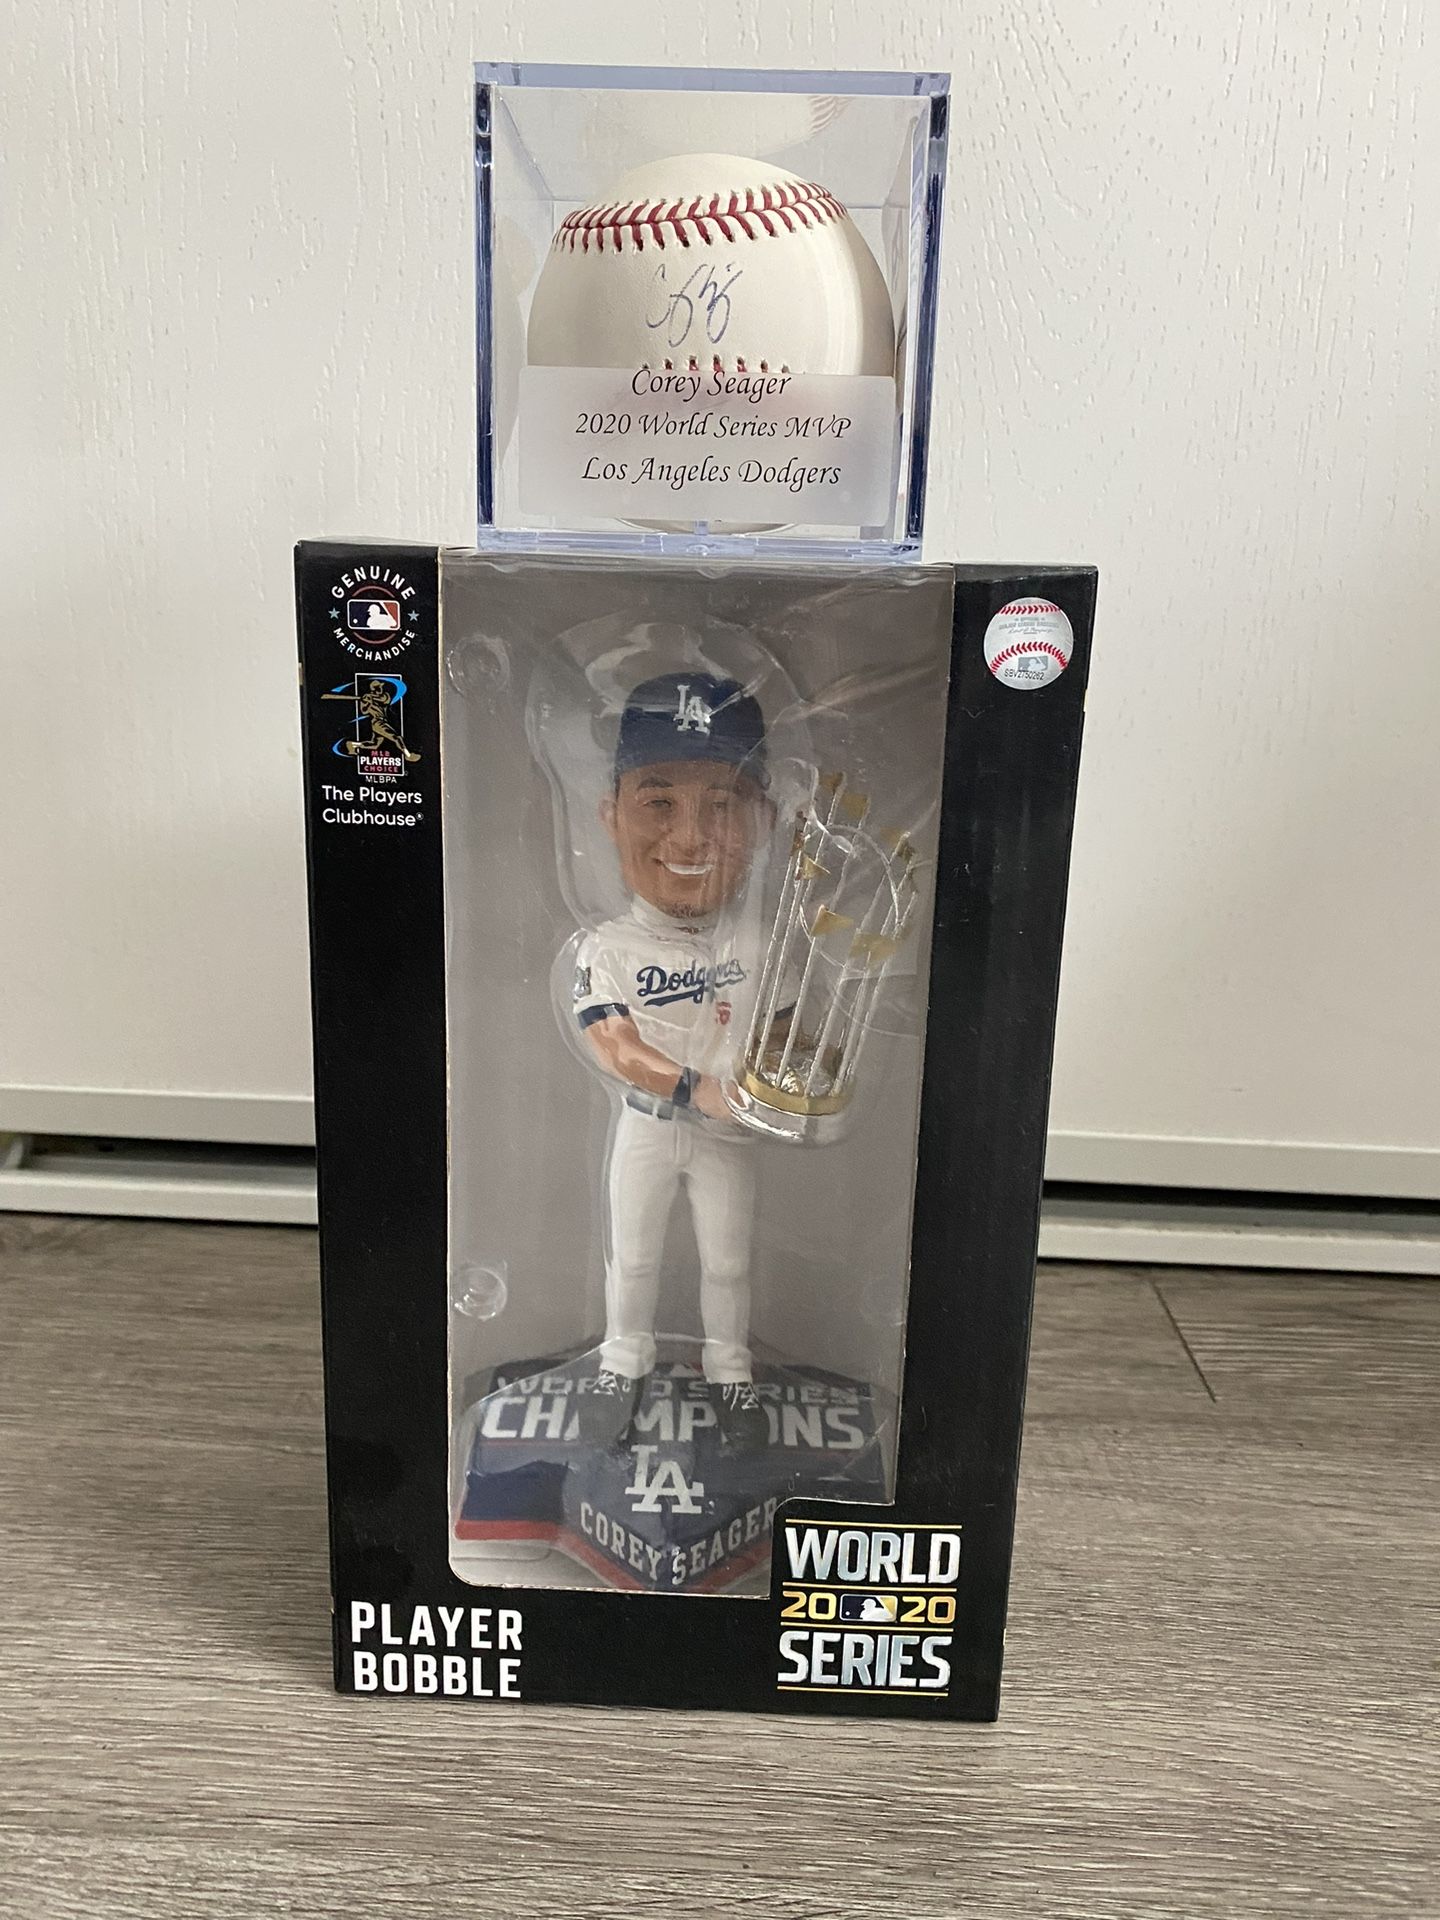 Corey Seager
2020 World Series MVP
Los Angeles Dodgers
GENUINE
MERCHANDISE
MLB
PLAYERS
CHOICE
MLBPA
The Players
Clubhouse®
SBV2750262
LA
Dodgers
WORLD SERIES
CHAMPIONS
LA
COREY SEAGER
PLAYER
BOBBLE
WORLD
2020
SERIES